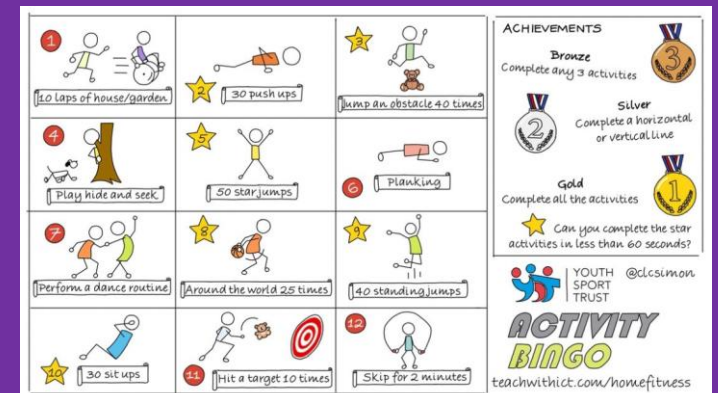 1
10 laps of house/garden
2
30 push ups
3
Jump an obstacle 40 times
4
Play hide and seek
5
50 star jumps
6
Planking
7
Perform a dance routine
8
Around the world 25 times
9
40 standing jumps
10
30 sit ups
11
Hit a target 10 times
12
Skip for 2 minutes
ACHIEVEMENTS
Bronze
Complete any 3 activities
3
Silver
2
Complete a horizontal
or vertical line
Gold
Complete all the activities
1
Can you complete the star
activities in less than 60 seconds?
YOUTH
SPORT
TRUST
@clcsimon
ACTIVITY
BINGO
teachwithict.com/homefitness